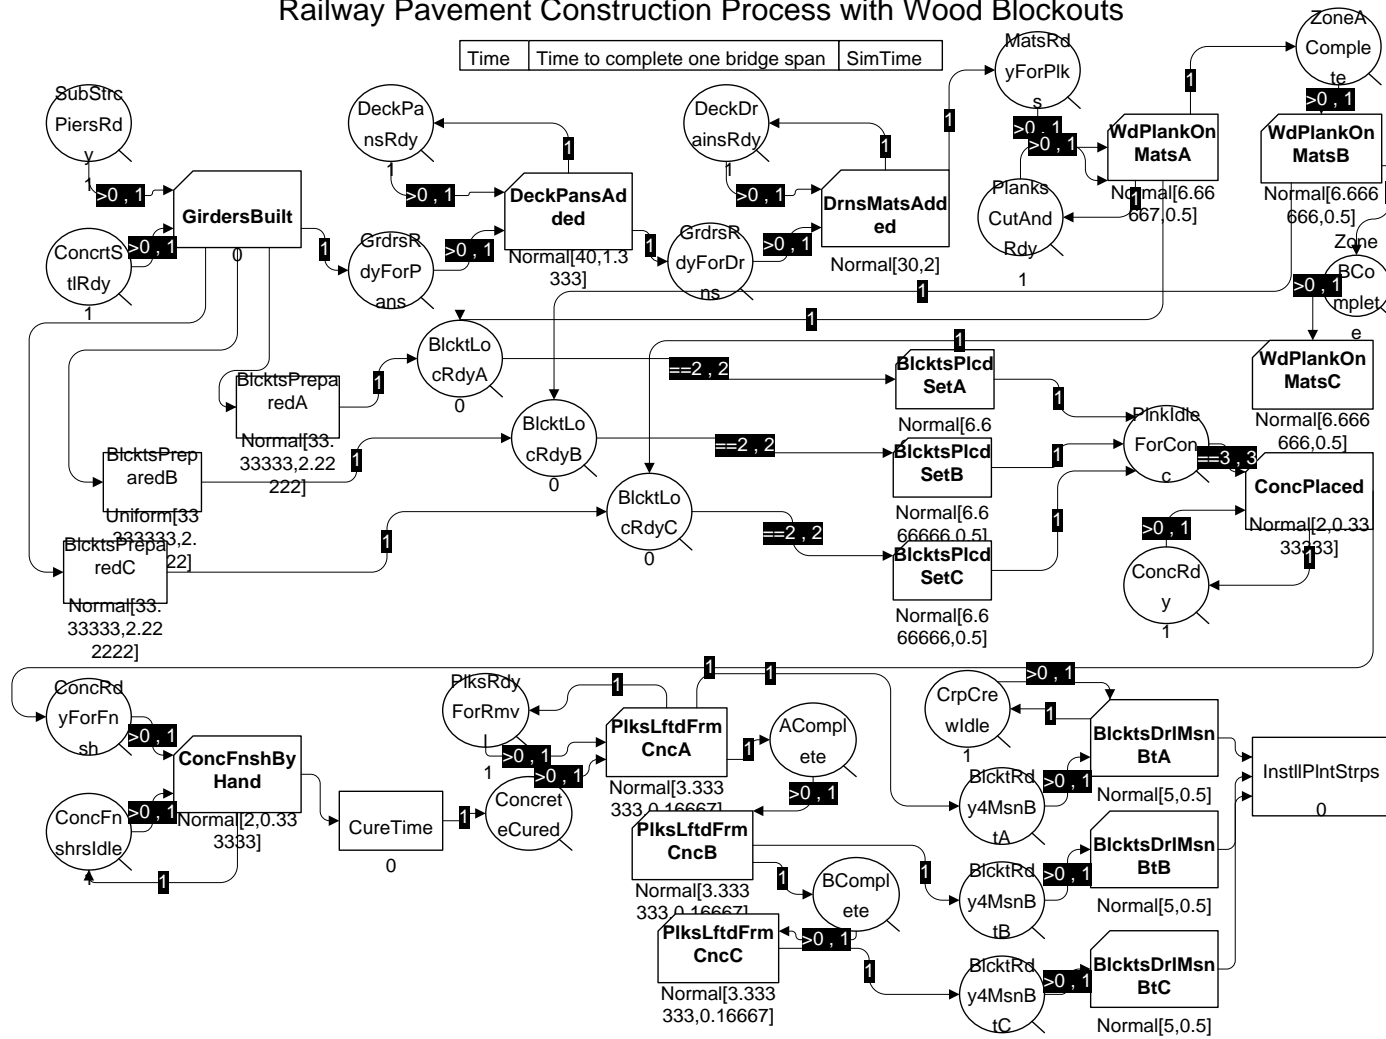 Railway Pavement Construction Process with Wood Blockouts
Time
Time to complete one bridge span
SimTime
SubStrc
PiersRd
y
1
>0 , 1
ConcrtS
tlRdy
1
>0 , 1
GirdersBuilt
0
1
DeckPa
nsRdy
1
>0 , 1
1
GrdrsR
dyForP
ans
>0 , 1
DeckPansAd
ded
Normal[40,1.3
333]
1
DeckDr
ainsRdy
1
>0 , 1
1
GrdrsR
dyForDr
ns
>0 , 1
DrnsMatsAdd
ed
Normal[30,2]
1
MatsRd
yForPlk
s
>0 , 1
>0 , 1
Planks
CutAnd
Rdy
1
1
WdPlankOn
MatsA
Normal[6.66
667,0.5]
1
ZoneA
Comple
te
>0 , 1
WdPlankOn
MatsB
Normal[6.666
666,0.5]
Zone
BCo
mplet
e
>0 , 1
1
1
1
WdPlankOn
MatsC
Normal[6.666
666,0.5]
BlcktsPrepa
redA
Normal[33.
33333,2.22
222]
1
BlcktLo
cRdyA
0
==2 , 2
BlcktsPlcd
SetA
Normal[6.6
1
BlcktsPrep
aredB
Uniform[33
.333333,2.
22]
1
BlcktLo
cRdyB
0
==2 , 2
BlcktsPlcd
SetB
Normal[6.6
66666,0.5]
1
BlcktsPrepa
redC
Normal[33.
33333,2.22
2222]
1
BlcktLo
cRdyC
0
==2 , 2
BlcktsPlcd
SetC
Normal[6.6
66666,0.5]
1
PlnkIdle
ForCon
c
==3 , 3
ConcPlaced
Normal[2,0.33
33333]
>0 , 1
ConcRd
y
1
1
ConcRd
yForFn
sh
>0 , 1
ConcFn
shrsIdle
1
>0 , 1
ConcFnshBy
Hand
Normal[2,0.33
3333]
1
CureTime
0
1
PlksRdy
ForRmv
1
>0 , 1
1
Concret
eCured
>0 , 1
PlksLftdFrm
CncA
Normal[3.333
333,0.16667]
1
1
1
AComplete
ete
>0 , 1
PlksLftdFrm
CncB
Normal[3.333
333,0.16667]
1
1
BCompl
ete
>0 , 1
PlksLftdFrm
CncC
Normal[3.333
333,0.16667]
1
CrpCre
wIdle
1
>0 , 1
1
BlcktRd
y4MsnB
tA
>0 , 1
BlcktsDrlMsn
BtA
Normal[5,0.5]
BlcktRd
y4MsnB
tB
>0 , 1
BlcktsDrlMsn
BtB
Normal[5,0.5]
BlcktRd
y4MsnB
tC
>0 , 1
BlcktsDrlMsn
BtC
Normal[5,0.5]
InstllPlntStrps
0